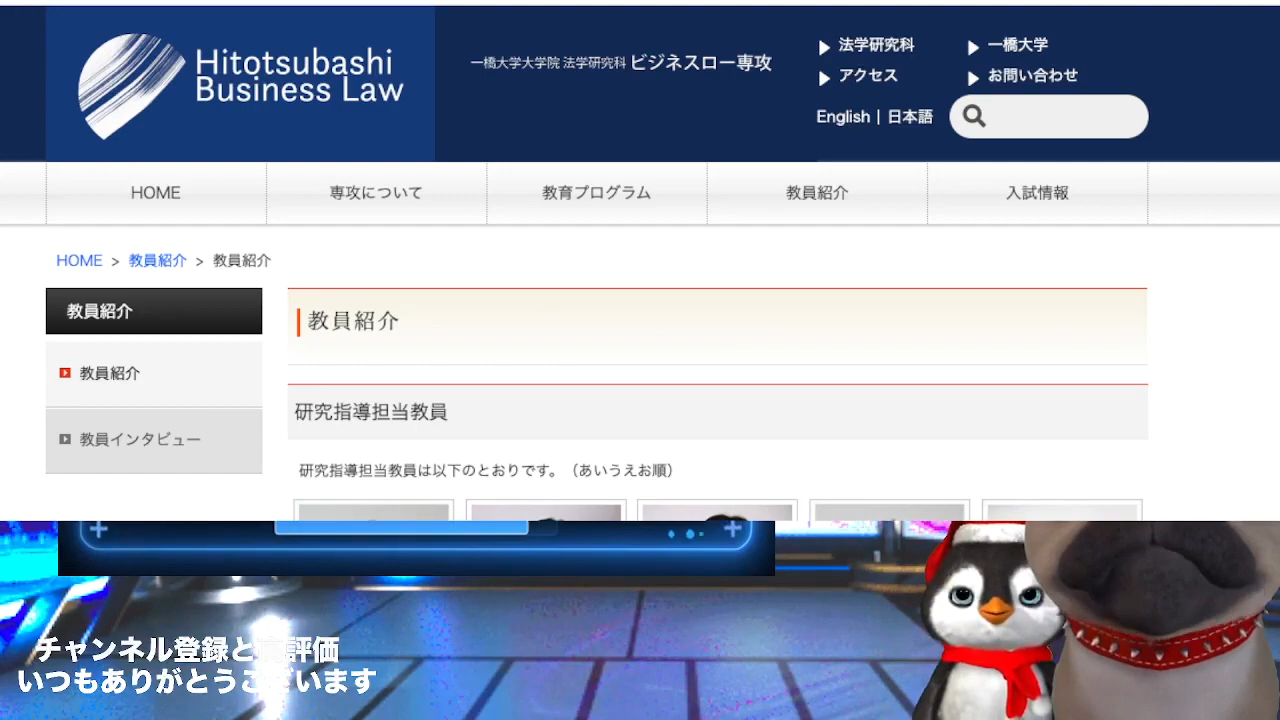 Hitotsubashi
Business Law
一橋大学大学院 法学研究科 ビジネスロー専攻
法学研究科
一橋大学
アクセス
お問い合わせ
English | 日本語
HOME
専攻について
教育プログラム
教員紹介
入試情報
HOME > 教員紹介 > 教員紹介
教員紹介
教員紹介
教員インタビュー
教員紹介
研究指導担当教員
研究指導担当教員は以下のとおりです。（あいうえお順）
チャンネル登録と高評価
いつもありがとうございます